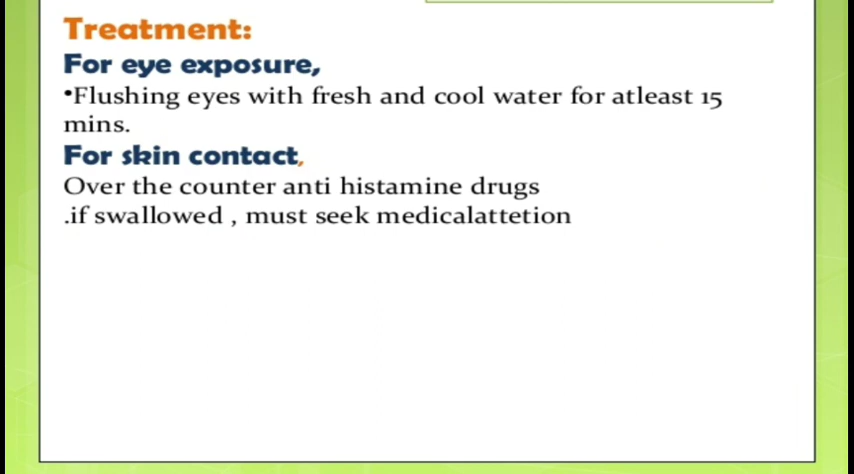 Treatment:
For eye exposure,
•Flushing eyes with fresh and cool water for atleast 15
mins.
For skin contact,
Over the counter anti histamine drugs
.if swallowed , must seek medicalattetion